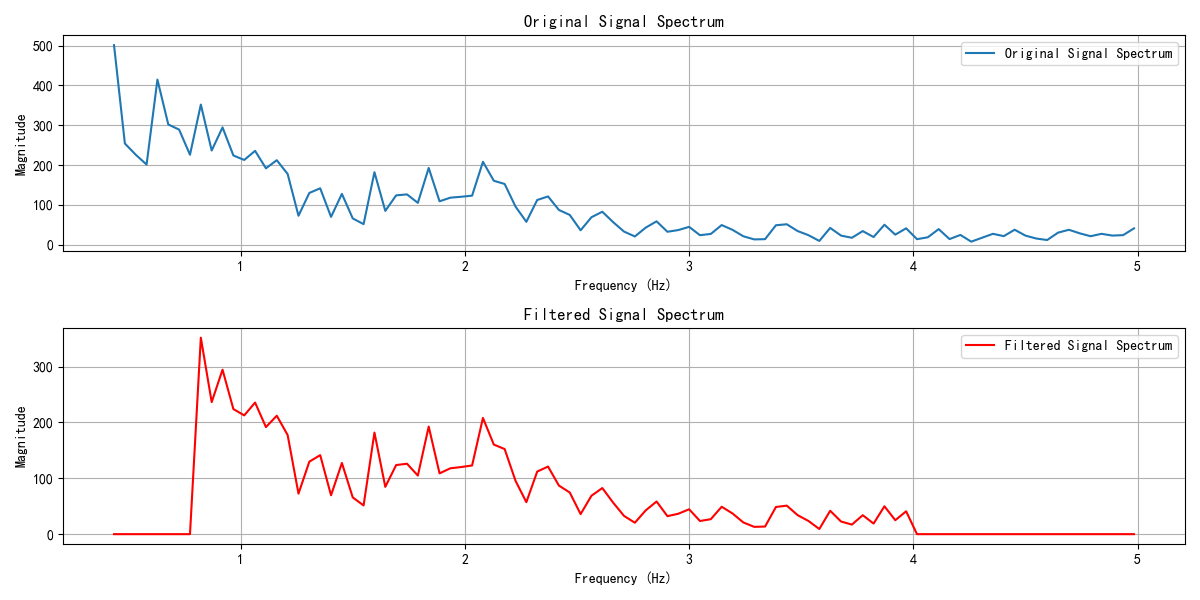 Original Signal Spectrum
Original Signal Spectrum
500
400
300
200
100
0
Magnitude
1 2 3 4 5
Frequency (Hz)
Filtered Signal Spectrum
Filtered Signal Spectrum
300
200
100
0
Magnitude
1 2 3 4 5
Frequency (Hz)